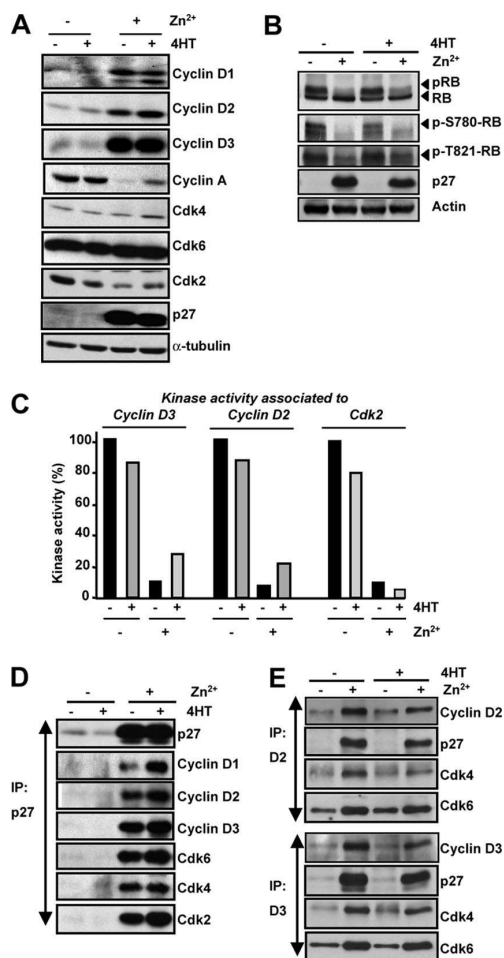 A
Zn²⁺
- +
4HT
- + - +
Cyclin D1
Cyclin D2
Cyclin D3
Cyclin A
Cdk4
Cdk6
Cdk2
p27
α-tubulin
B
4HT
- +
Zn²⁺
- + - +
pRB
RB
p-S780-RB
p-T821-RB
p27
Actin
C
Kinase activity associated to
Cyclin D3 Cyclin D2 Cdk2
Kinase activity (%)
100
80
60
40
20
0
- + - + - + - + - + - + 4HT
- + - + - + Zn²⁺
D
Zn²⁺
- +
4HT
- + - +
IP:
p27
p27
Cyclin D1
Cyclin D2
Cyclin D3
Cdk6
Cdk4
Cdk2
E
4HT
- +
Zn²⁺
- + - +
IP:
D2
Cyclin D2
p27
Cdk4
Cdk6
IP:
D3
Cyclin D3
p27
Cdk4
Cdk6